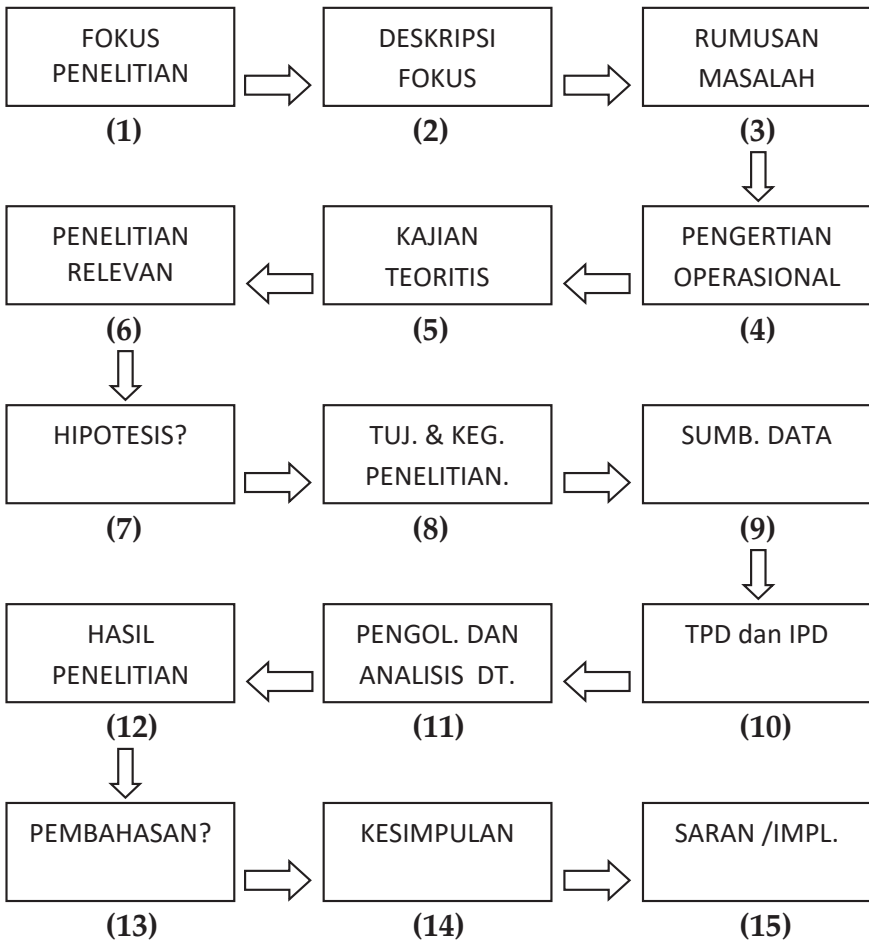 FOKUS
PENELITIAN
(1)
DESKRIPSI
FOKUS
(2)
RUMUSAN
MASALAH
(3)
PENGERTIAN
OPERASIONAL
(4)
KAJIAN
TEORITIS
(5)
PENELITIAN
RELEVAN
(6)
HIPOTESIS?
(7)
TUJ. & KEG.
PENELITIAN.
(8)
SUMB. DATA
(9)
TPD dan IPD
(10)
PENGOL. DAN
ANALISIS DT.
(11)
HASIL
PENELITIAN
(12)
PEMBAHASAN?
(13)
KESIMPULAN
(14)
SARAN /IMPL.
(15)